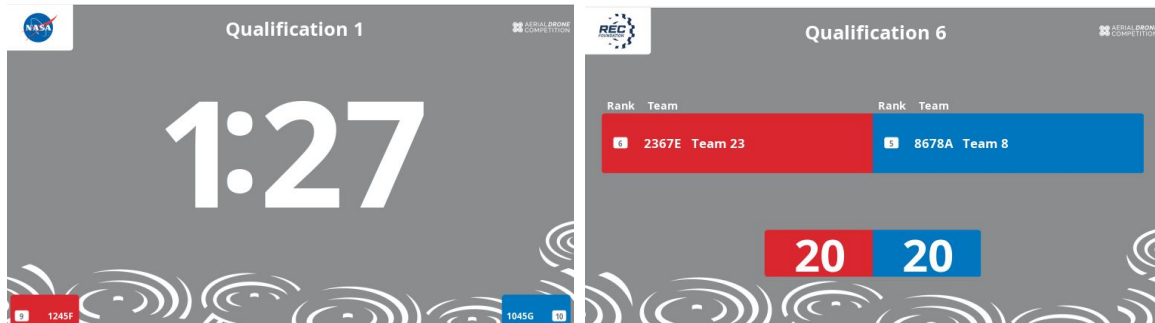 NASA
Qualification 1
AERIAL DRONE
COMPETITION
1:27
9 1245F
1045G 10
REC
FOUNDATION
Qualification 6
AERIAL DRONE
COMPETITION
Rank Team
Rank Team
6 2367E Team 23
5 8678A Team 8
20 20